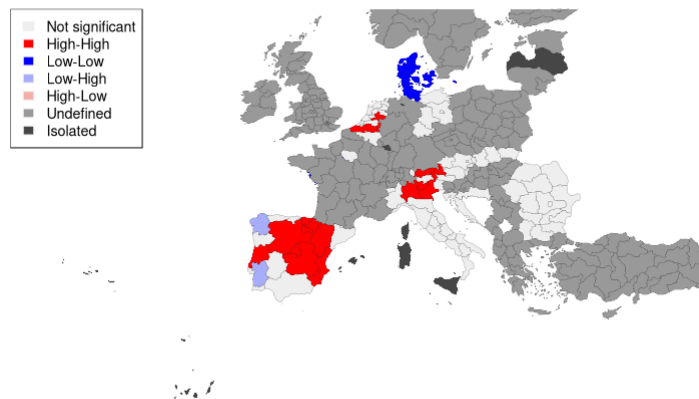 Not significant
High-High
Low-Low
Low-High
High-Low
Undefined
Isolated